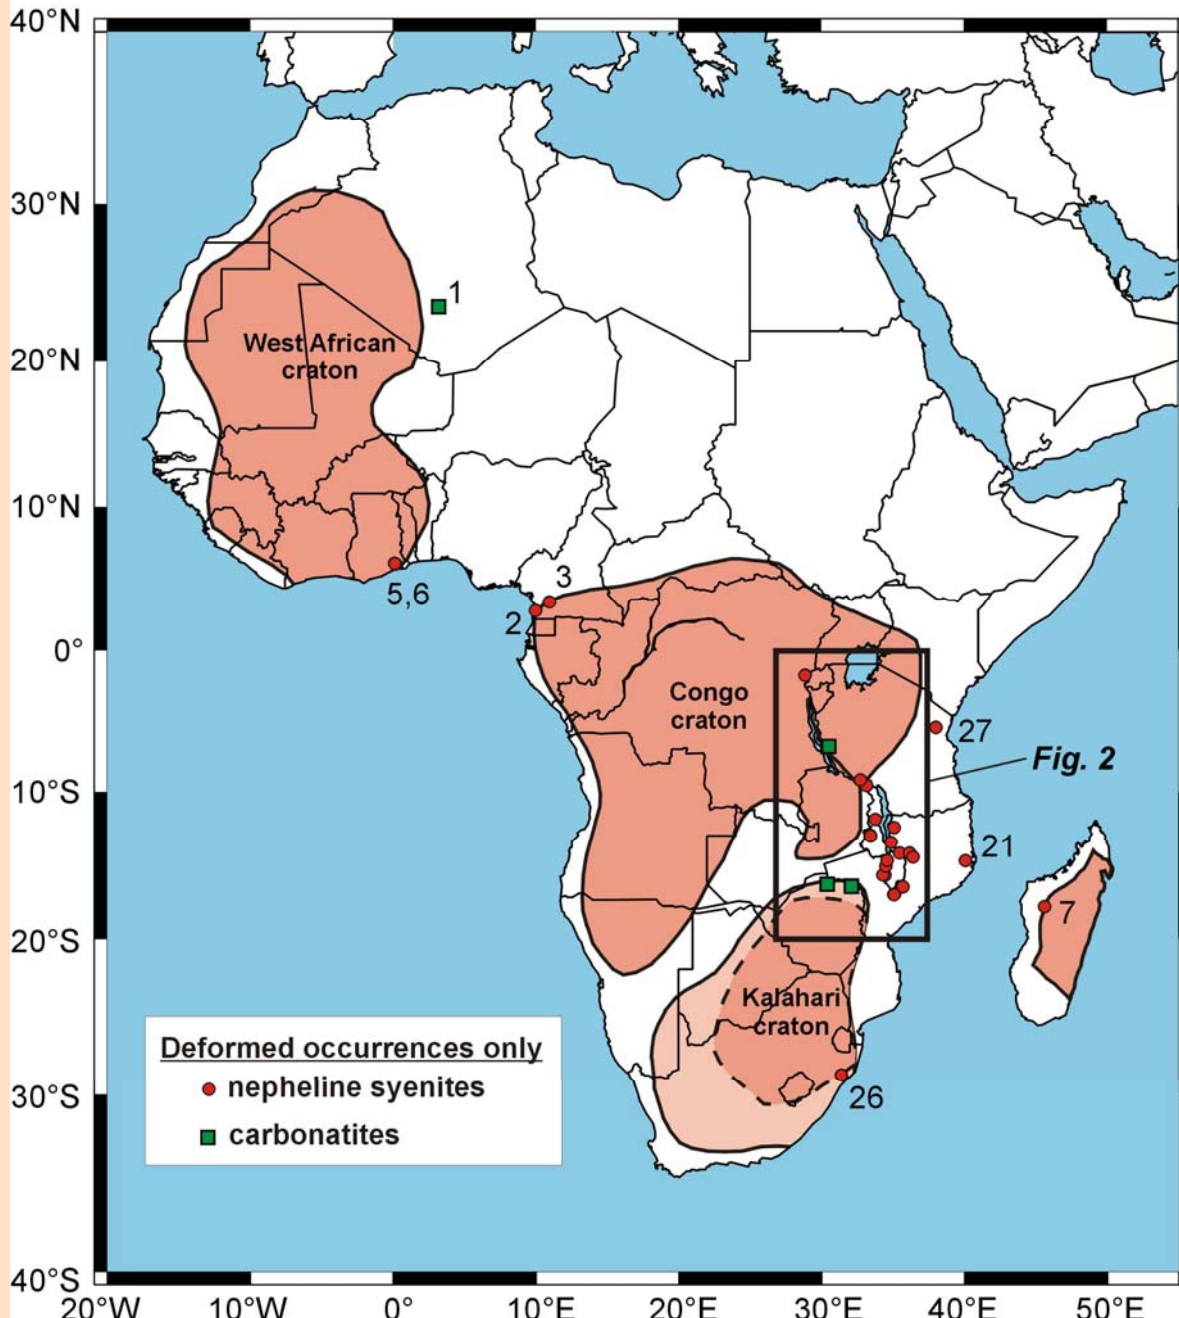 40°N
30°N
20°N
10°N
0°
10°S
20°S
30°S
40°S
1
West African
craton
5,6
3
2
Congo
craton
27
Fig. 2
21
7
Kalahari
craton
26
Deformed occurrences only
nepheline syenites
carbonatites
20°W
10°W
0°
10°E
20°E
30°E
40°E
50°E